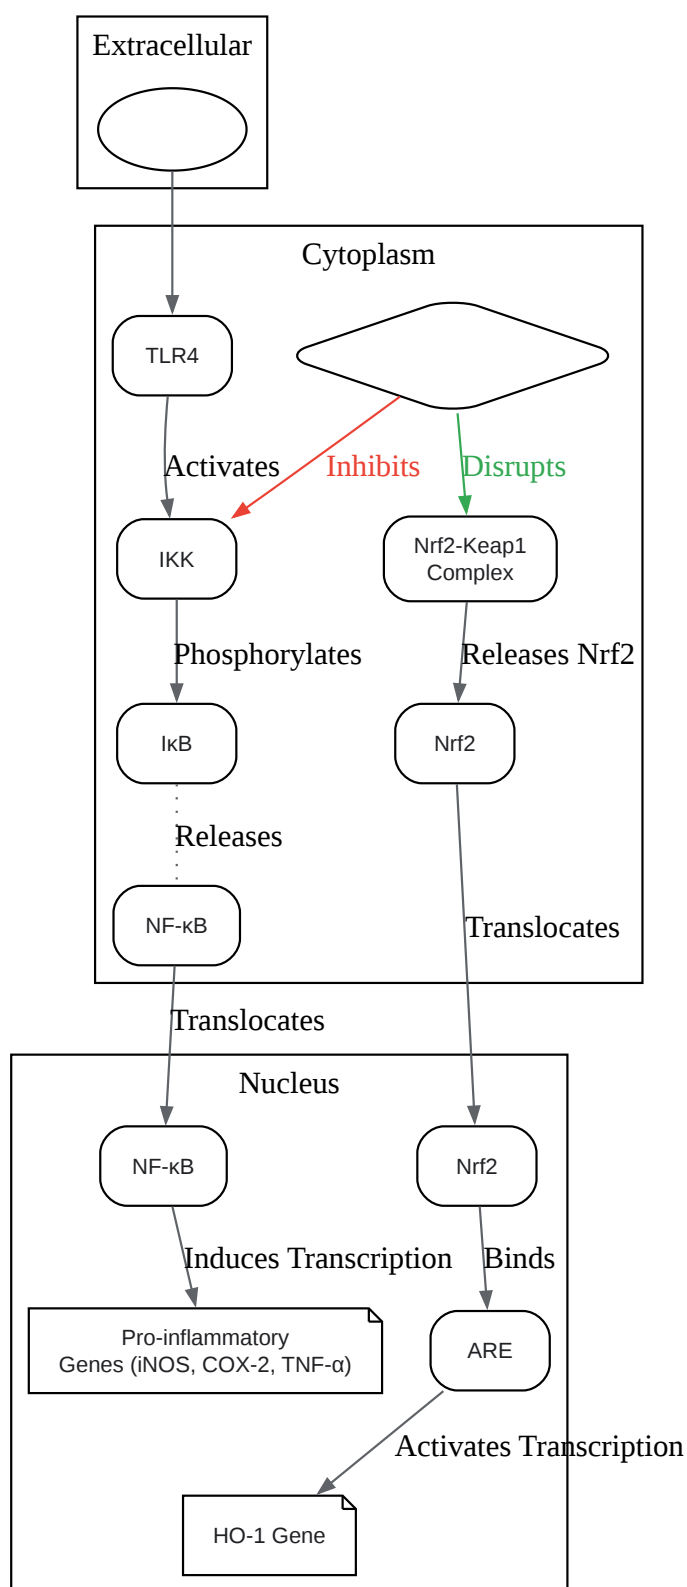 Extracellular
Cytoplasm
TLR4
Activates
Inhibits
Disrupts
IKK
Nrf2-Keap1
Complex
Phosphorylates
Releases Nrf2
IκB
Nrf2
Releases
NF-κB
Translocates
Translocates
Nucleus
NF-κB
Nrf2
Induces Transcription
Binds
Pro-inflammatory
Genes (iNOS, COX-2, TNF-α)
ARE
Activates Transcription
HO-1 Gene